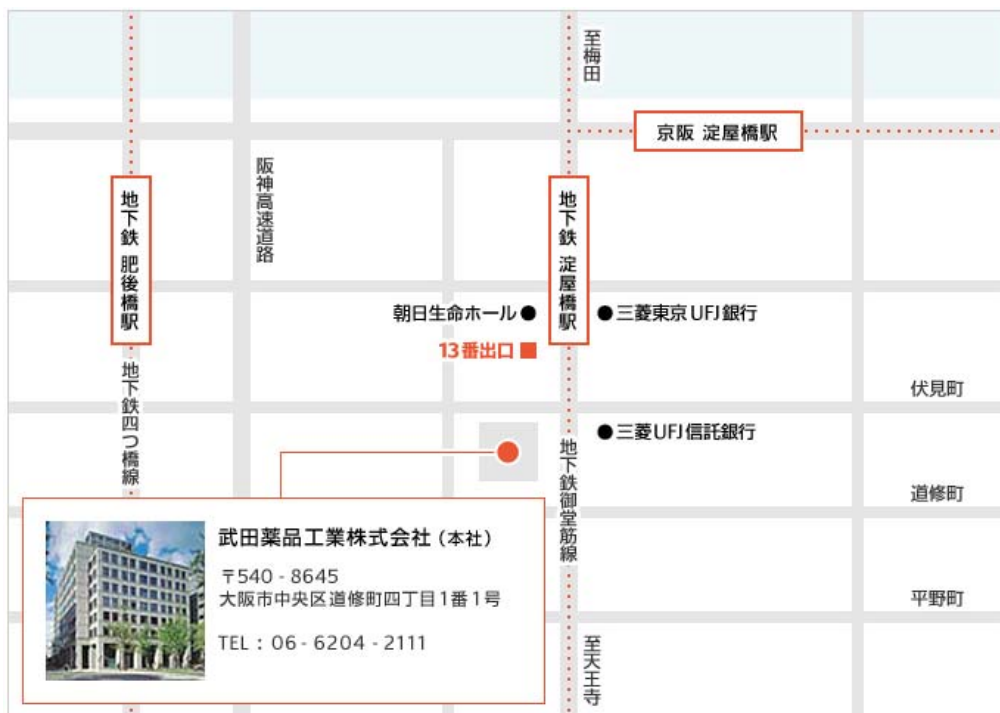 至梅田
京阪 淀屋橋駅
阪神高速道路
地下鉄 肥後橋駅
地下鉄 淀屋橋駅
朝日生命ホール
三菱東京UFJ銀行
13番出口
地下鉄四つ橋線
伏見町
三菱UFJ信託銀行
地下鉄御堂筋線
道修町
武田薬品工業株式会社(本社)
〒540-8645
大阪市中央区道修町四丁目1番1号
TEL : 06-6204-2111
平野町
至天王寺